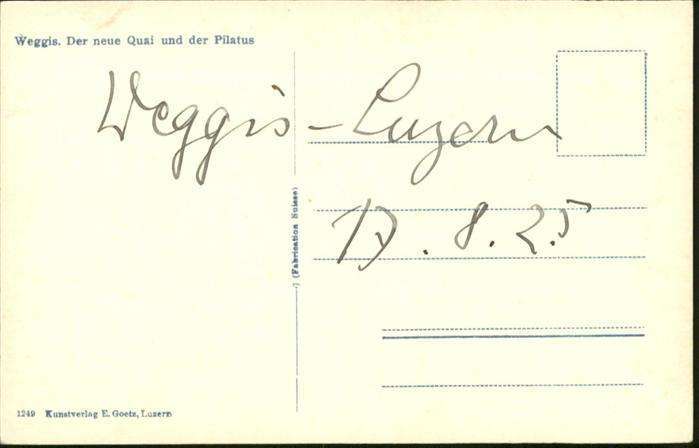 Weggis. Der neue Quai und der Pilatus
Weggis - Luzern
17. 8. 25
(Fabrication Suisse)
1249 Kunstverlag E. Goetz, Luzern